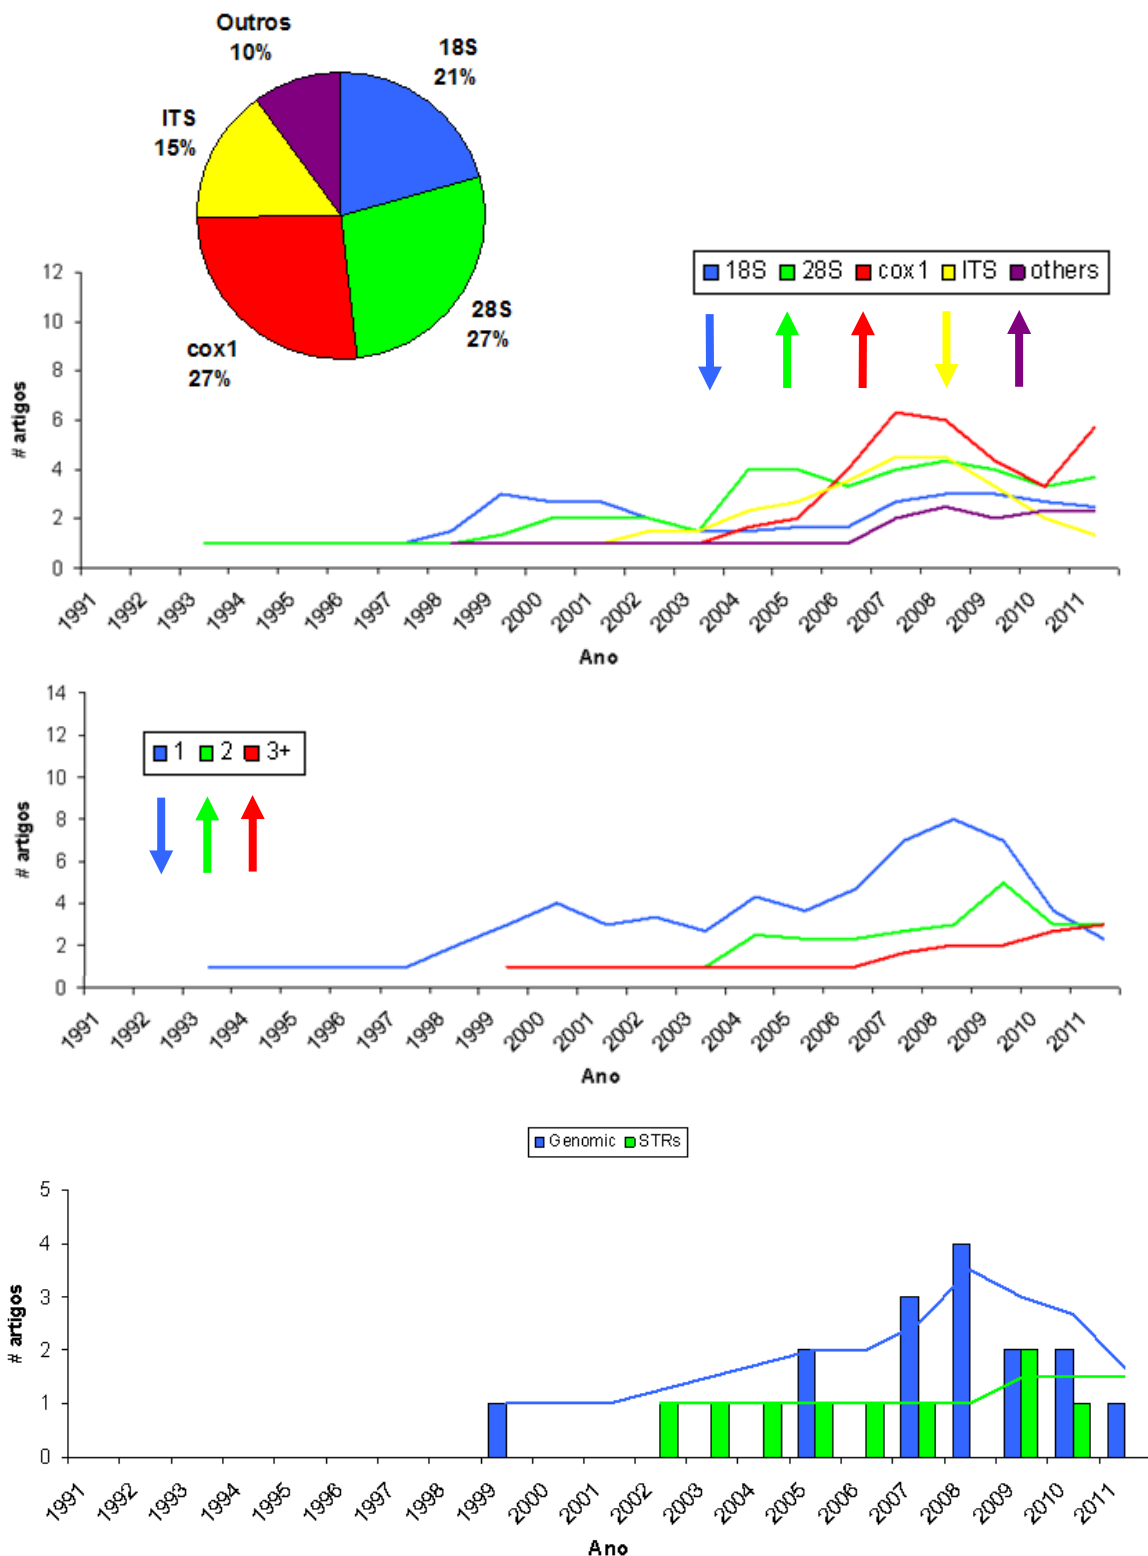 Outros
10%
18S
21%
ITS
15%
28S
27%
cox1
27%
18S 28S cox1 ITS others
12
10
8
6
4
2
0
# artigos
1991 1992 1993 1994 1995 1996 1997 1998 1999 2000 2001 2002 2003 2004 2005 2006 2007 2008 2009 2010 2011
Ano
14
12
10
8
6
4
2
0
# artigos
1 2 3+
1991 1992 1993 1994 1995 1996 1997 1998 1999 2000 2001 2002 2003 2004 2005 2006 2007 2008 2009 2010 2011
Ano
Genomic STRs
5
4
3
2
1
0
# artigos
1991 1992 1993 1994 1995 1996 1997 1998 1999 2000 2001 2002 2003 2004 2005 2006 2007 2008 2009 2010 2011
Ano